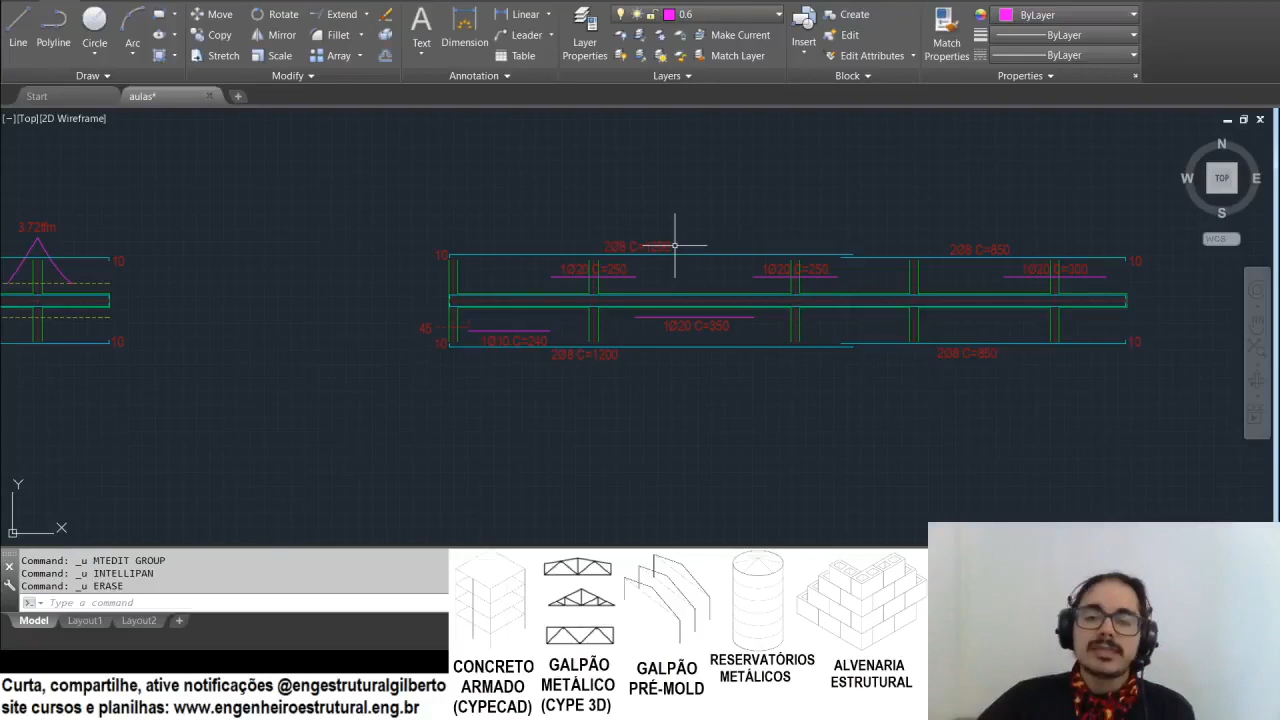 Line
Polyline
Circle
Arc
Move
Copy
Stretch
Rotate
Mirror
Scale
Extend
Fillet
Array
Text
Dimension
Linear
Leader
Table
Layer
Properties
0.6
Make Current
Match Layer
Insert
Create
Edit
Edit Attributes
Match
Properties
ByLayer
ByLayer
ByLayer
Draw
Modify
Annotation
Layers
Block
Properties
Start
aulas*
[−][Top][2D Wireframe]
N
W
TOP
E
S
WCS
3.72tfm
10
10
10
2Ø8 C=1200
1Ø20 C=250
1Ø20 C=250
2Ø8 C=850
1Ø20 C=300
10
45
10
1Ø10 C=240
2Ø8 C=1200
1Ø20 C=350
2Ø8 C=850
10
Y
X
Command: _u MTEDIT GROUP
Command: _u INTELLIPAN
Command: _u ERASE
Type a command
Model
Layout1
Layout2
CONCRETO
ARMADO
(CYPECAD)
GALPÃO
METÁLICO
(CYPE 3D)
GALPÃO
PRÉ-MOLD
RESERVATÓRIOS
METÁLICOS
ALVENARIA
ESTRUTURAL
Curta, compartilhe, ative notificações @engestruturalgilberto
site cursos e planilhas: www.engenheiroestrutural.eng.br